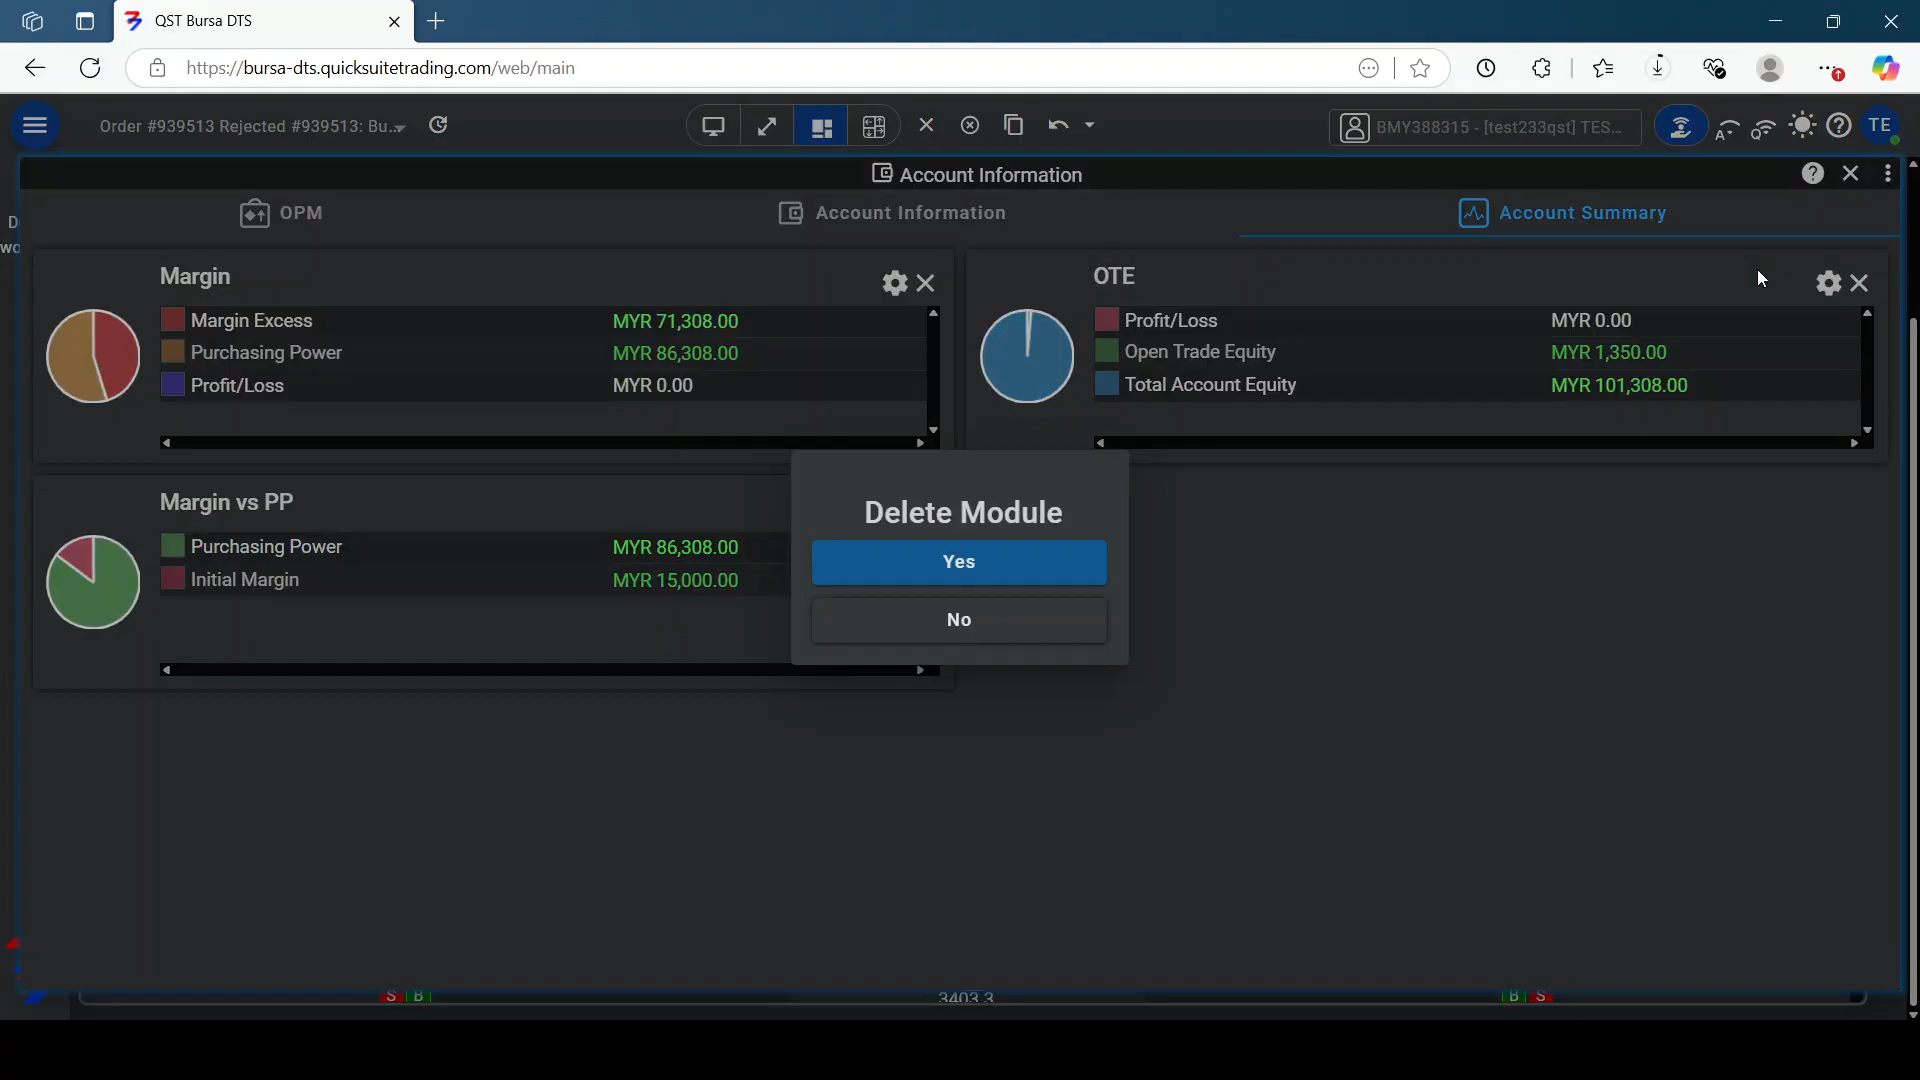 QST Bursa DTS
https://bursa-dts.quicksuitetrading.com/web/main
Order #939513 Rejected #939513: Bu...
BMY388315 - [test233qst] TES...
A
Q
TE
Account Information
OPM
Account Information
Account Summary
D
wo
Margin
Margin Excess MYR 71,308.00
Purchasing Power MYR 86,308.00
Profit/Loss MYR 0.00
OTE
Profit/Loss MYR 0.00
Open Trade Equity MYR 1,350.00
Total Account Equity MYR 101,308.00
Margin vs PP
Purchasing Power MYR 86,308.00
Initial Margin MYR 15,000.00
Delete Module
Yes
No
S B 3403 3 B S